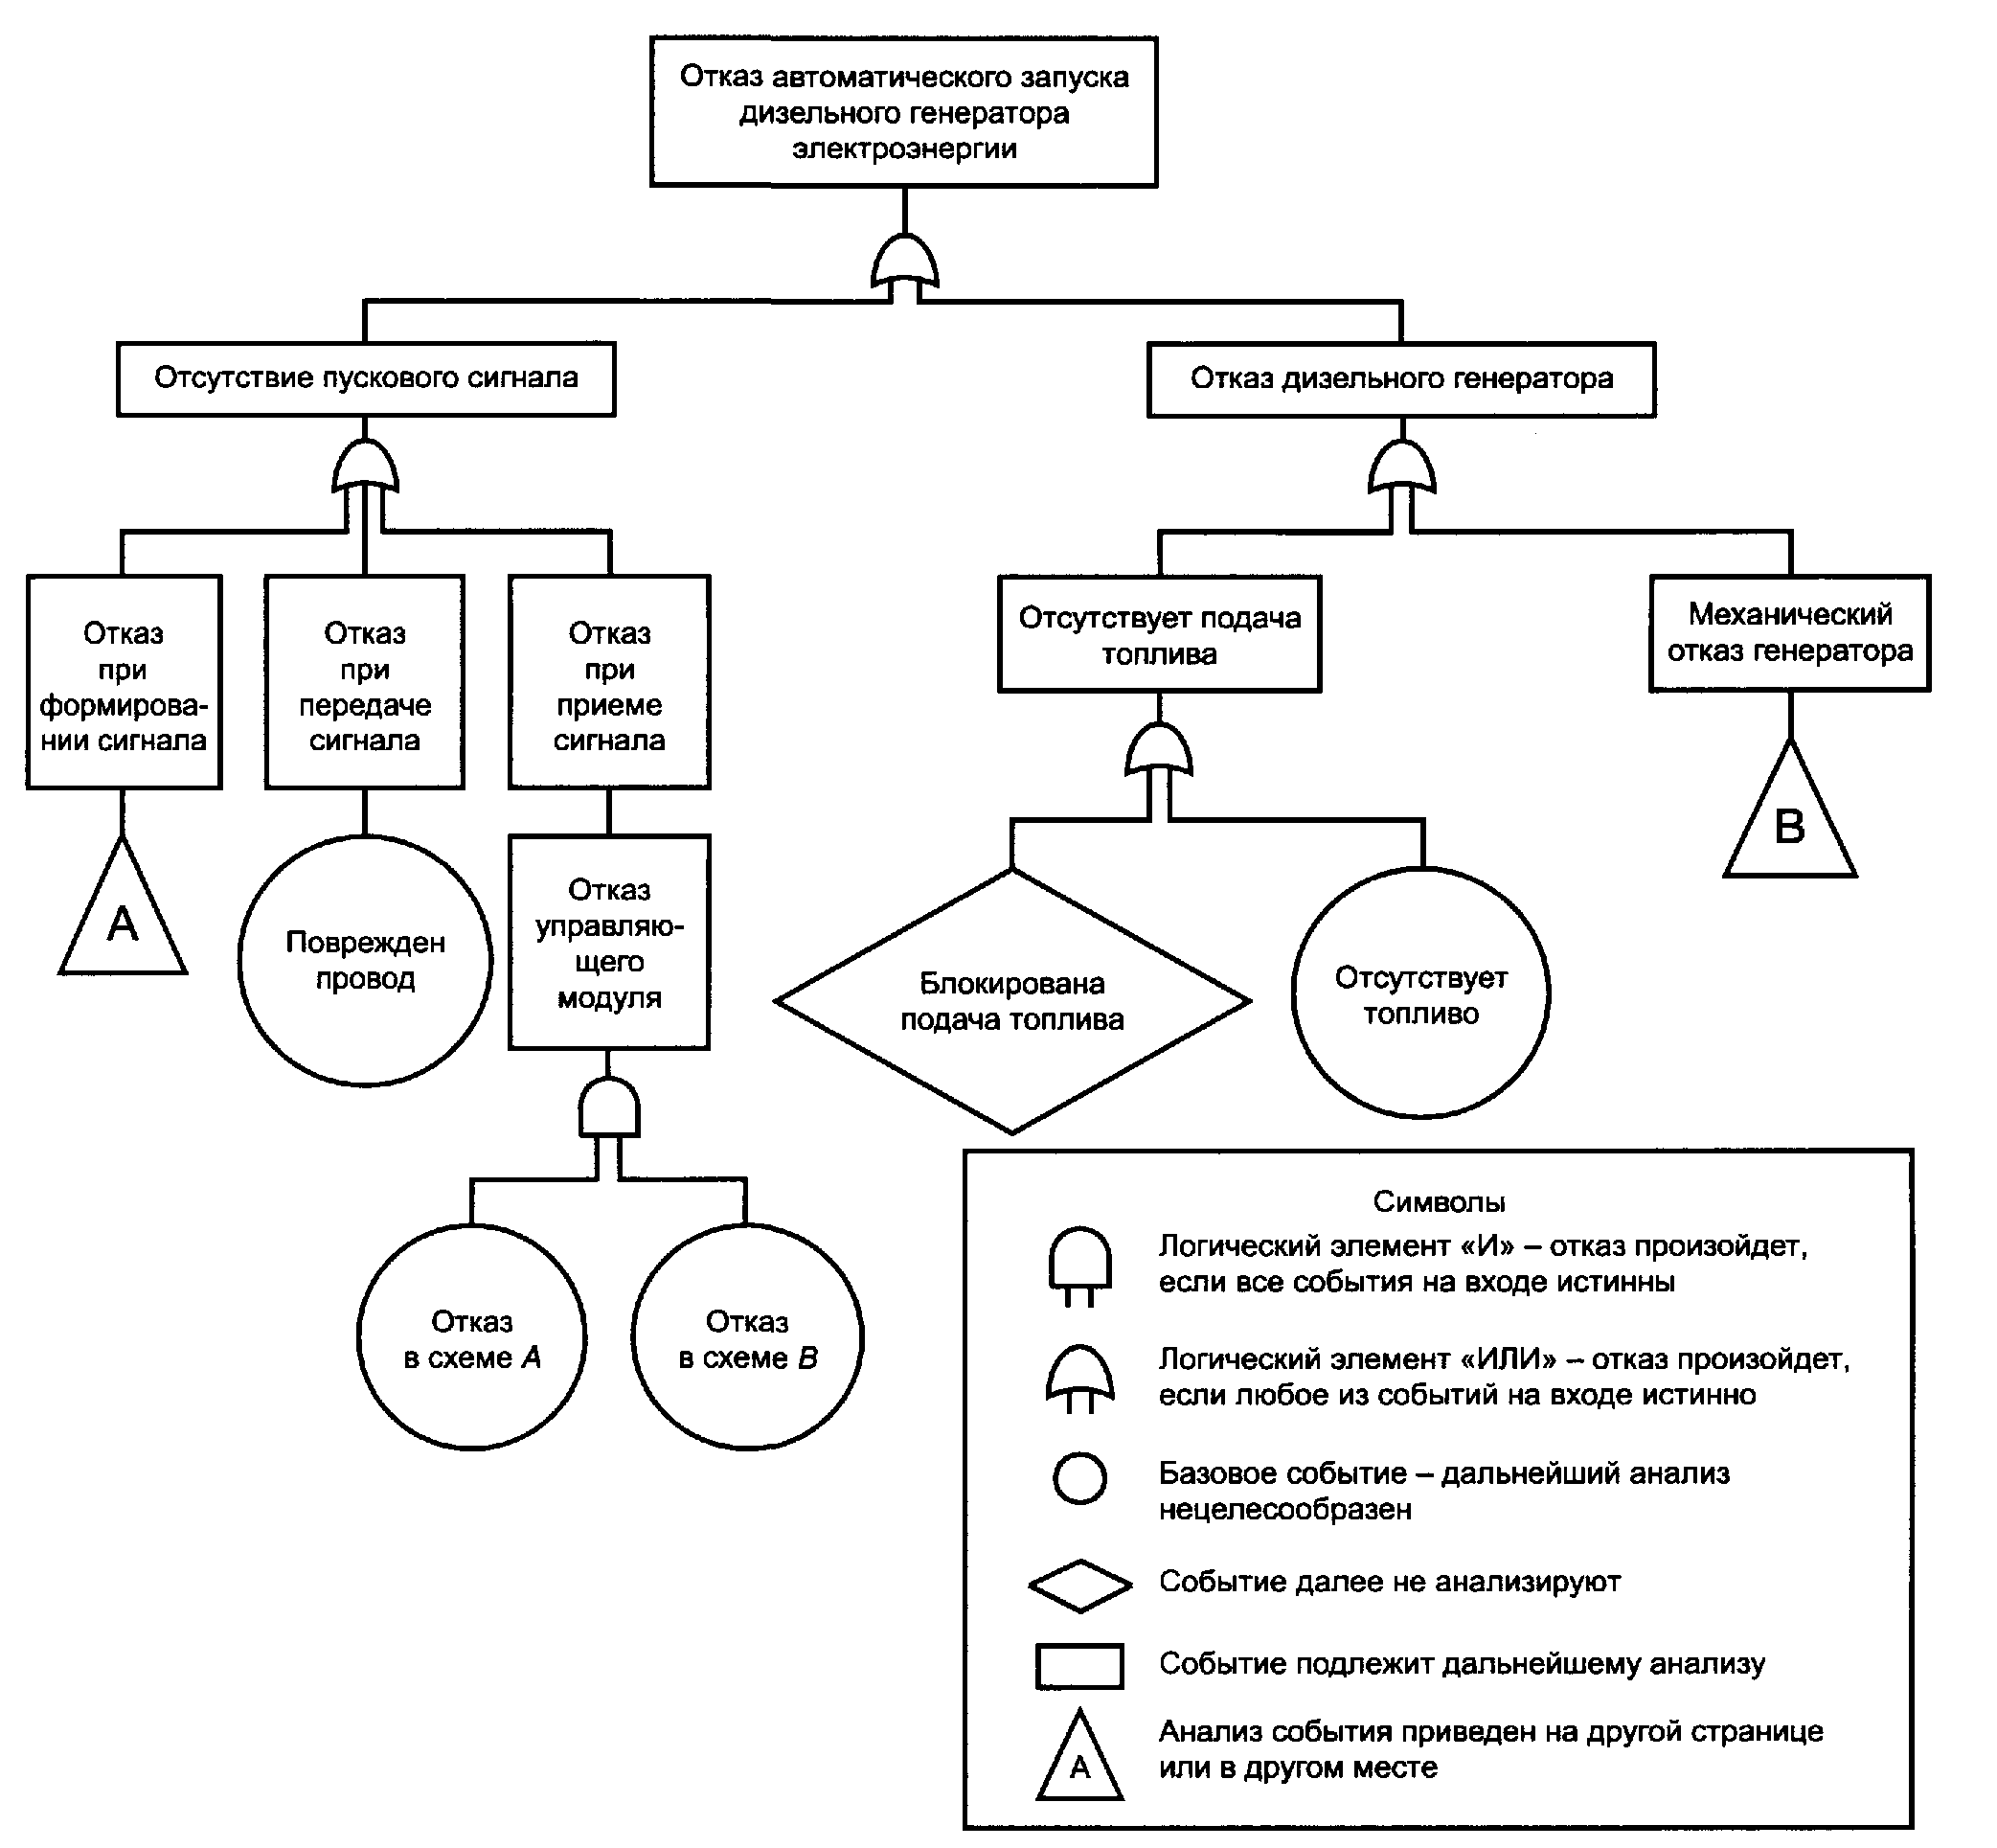 Отказ автоматического запуска
дизельного генератора
электроэнергии
Отсутствие пускового сигнала
Отказ дизельного генератора
Отказ
при
формирова-
нии сигнала
Отказ
при
передаче
сигнала
Отказ
при
приеме
сигнала
Отсутствует подача
топлива
Механический
отказ генератора
A
Поврежден
провод
Отказ
управляю-
щего
модуля
Блокирована
подача топлива
Отсутствует
топливо
B
Отказ
в схеме A
Отказ
в схеме B
Символы
Логический элемент «И» – отказ произойдет,
если все события на входе истинны
Логический элемент «ИЛИ» – отказ произойдет,
если любое из событий на входе истинно
Базовое событие – дальнейший анализ
нецелесообразен
Событие далее не анализируют
Событие подлежит дальнейшему анализу
A
Анализ события приведен на другой странице
или в другом месте